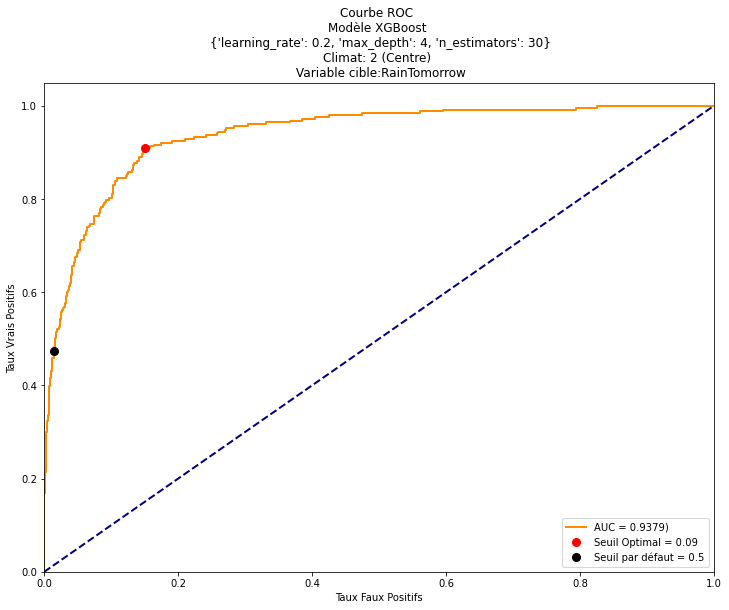 Courbe ROC
Modèle XGBoost
{'learning_rate': 0.2, 'max_depth': 4, 'n_estimators': 30}
Climat: 2 (Centre)
Variable cible:RainTomorrow
1.0
0.8
0.6
0.4
0.2
0.0
Taux Vrais Positifs
AUC = 0.9379)
Seuil Optimal = 0.09
Seuil par défaut = 0.5
0.0 0.2 0.4 0.6 0.8 1.0
Taux Faux Positifs